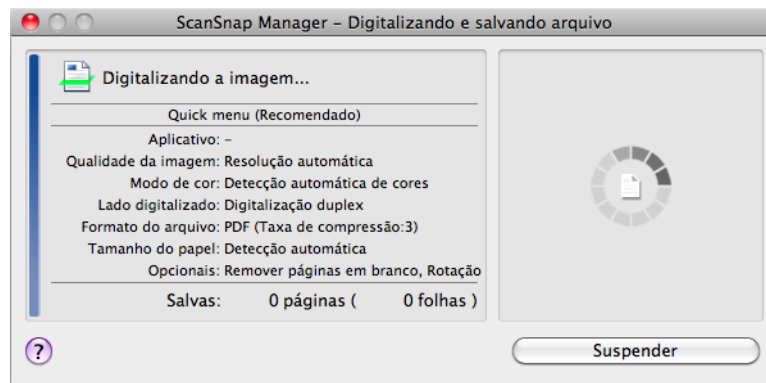 ScanSnap Manager – Digitalizando e salvando arquivo
Digitalizando a imagem...
Quick menu (Recomendado)
Aplicativo: –
Qualidade da imagem: Resolução automática
Modo de cor: Detecção automática de cores
Lado digitalizado: Digitalização duplex
Formato do arquivo: PDF (Taxa de compressão:3)
Tamanho do papel: Detecção automática
Opcionais: Remover páginas em branco, Rotação
Salvas: 0 páginas ( 0 folhas )
?
Suspender